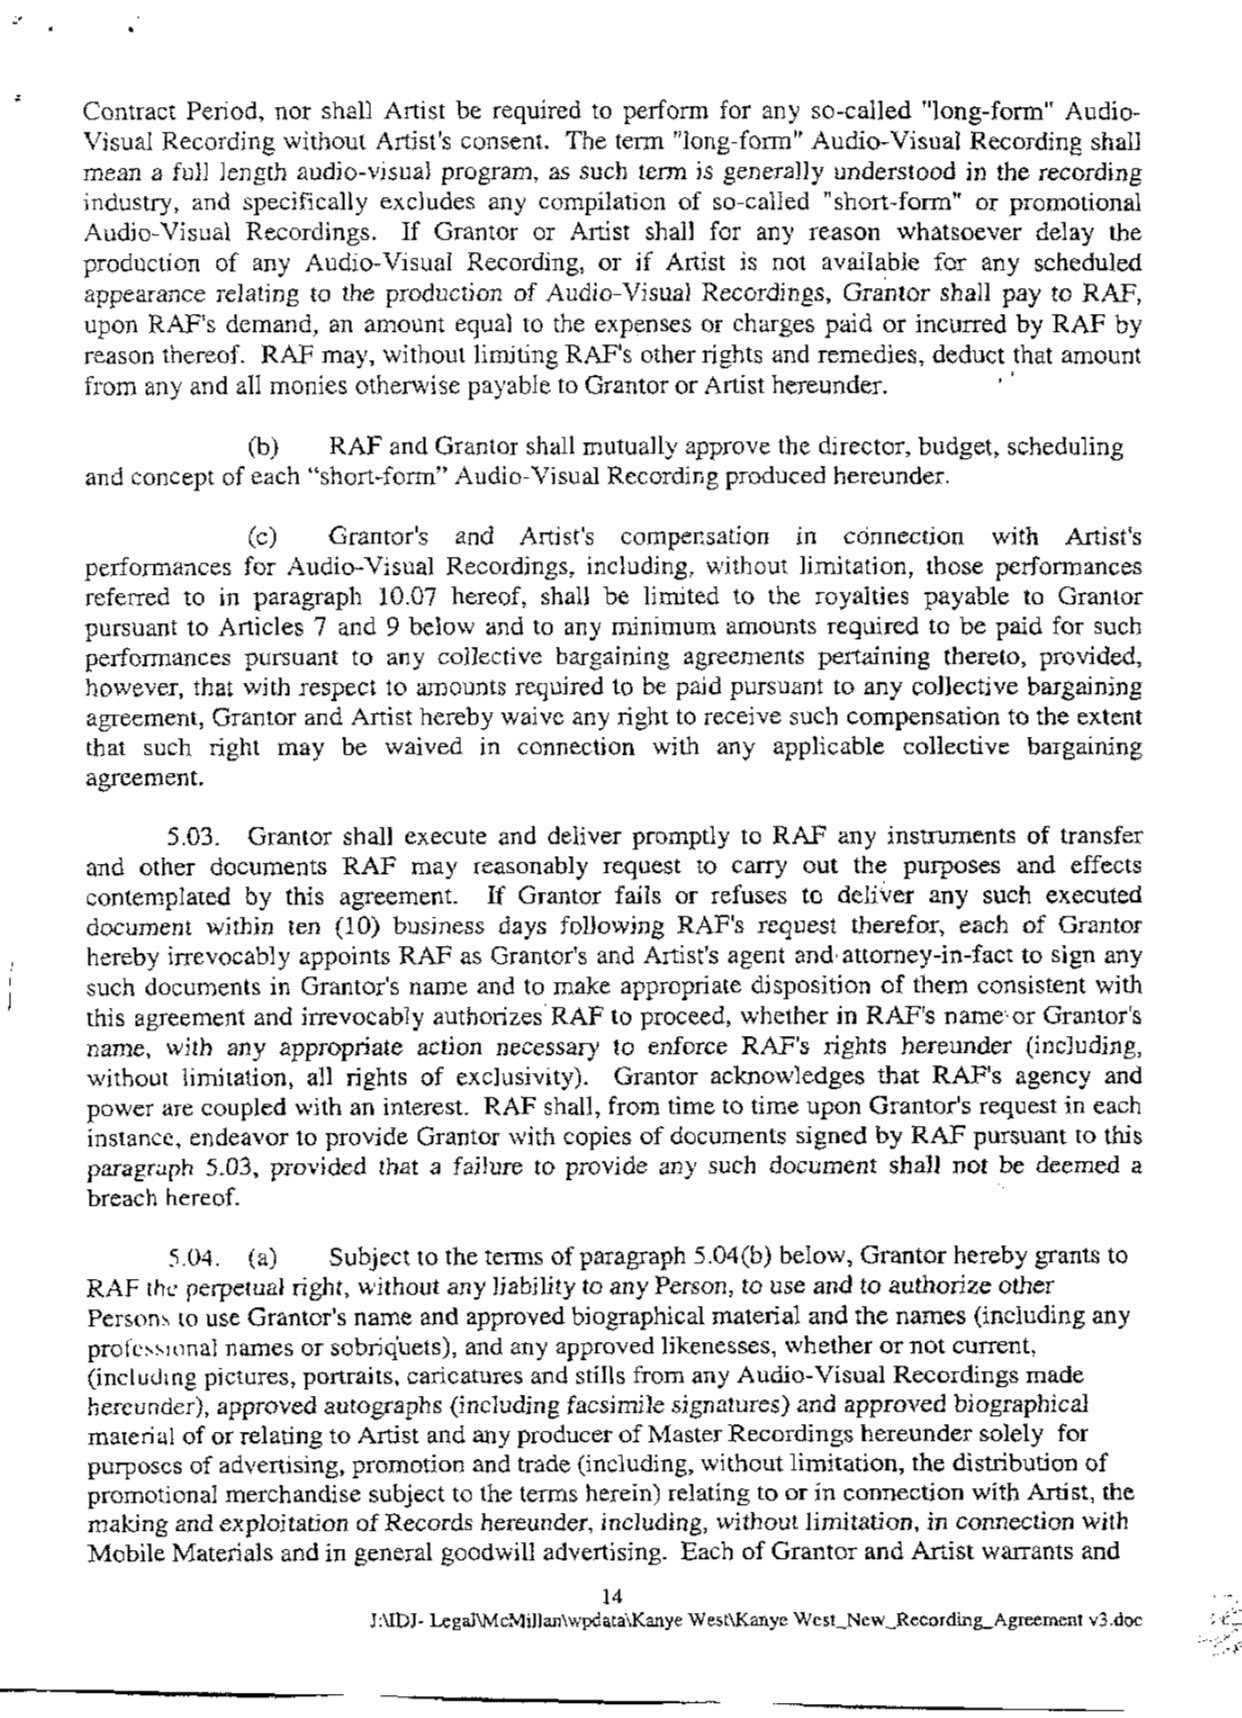 Contract Period, nor shall Artist be required to perform for any so-called "long-form" Audio-
Visual Recording without Artist's consent. The term "long-form" Audio-Visual Recording shall
mean a full length audio-visual program, as such term is generally understood in the recording
industry, and specifically excludes any compilation of so-called "short-form" or promotional
Audio-Visual Recordings. If Grantor or Artist shall for any reason whatsoever delay the
production of any Audio-Visual Recording, or if Artist is not available for any scheduled
appearance relating to the production of Audio-Visual Recordings, Grantor shall pay to RAF,
upon RAF's demand, an amount equal to the expenses or charges paid or incurred by RAF by
reason thereof. RAF may, without limiting RAF's other rights and remedies, deduct that amount
from any and all monies otherwise payable to Grantor or Artist hereunder.
(b) RAF and Grantor shall mutually approve the director, budget, scheduling
and concept of each “short-form” Audio-Visual Recording produced hereunder.
(c) Grantor's and Artist's compensation in connection with Artist's
performances for Audio-Visual Recordings, including, without limitation, those performances
referred to in paragraph 10.07 hereof, shall be limited to the royalties payable to Grantor
pursuant to Articles 7 and 9 below and to any minimum amounts required to be paid for such
performances pursuant to any collective bargaining agreements pertaining thereto, provided,
however, that with respect to amounts required to be paid pursuant to any collective bargaining
agreement, Grantor and Artist hereby waive any right to receive such compensation to the extent
that such right may be waived in connection with any applicable collective bargaining
agreement.
5.03. Grantor shall execute and deliver promptly to RAF any instruments of transfer
and other documents RAF may reasonably request to carry out the purposes and effects
contemplated by this agreement. If Grantor fails or refuses to deliver any such executed
document within ten (10) business days following RAF's request therefor, each of Grantor
hereby irrevocably appoints RAF as Grantor's and Artist's agent and attorney-in-fact to sign any
such documents in Grantor's name and to make appropriate disposition of them consistent with
this agreement and irrevocably authorizes RAF to proceed, whether in RAF's name or Grantor's
name, with any appropriate action necessary to enforce RAF's rights hereunder (including,
without limitation, all rights of exclusivity). Grantor acknowledges that RAF's agency and
power are coupled with an interest. RAF shall, from time to time upon Grantor's request in each
instance, endeavor to provide Grantor with copies of documents signed by RAF pursuant to this
paragraph 5.03, provided that a failure to provide any such document shall not be deemed a
breach hereof.
5.04. (a) Subject to the terms of paragraph 5.04(b) below, Grantor hereby grants to
RAF the perpetual right, without any liability to any Person, to use and to authorize other
Persons to use Grantor's name and approved biographical material and the names (including any
professional names or sobriquets), and any approved likenesses, whether or not current,
(including pictures, portraits, caricatures and stills from any Audio-Visual Recordings made
hereunder), approved autographs (including facsimile signatures) and approved biographical
material of or relating to Artist and any producer of Master Recordings hereunder solely for
purposes of advertising, promotion and trade (including, without limitation, the distribution of
promotional merchandise subject to the terms herein) relating to or in connection with Artist, the
making and exploitation of Records hereunder, including, without limitation, in connection with
Mobile Materials and in general goodwill advertising. Each of Grantor and Artist warrants and
14
J:\IDJ- Legal\McMillan\wpdata\Kanye West\Kanye West_New_Recording_Agreement v3.doc